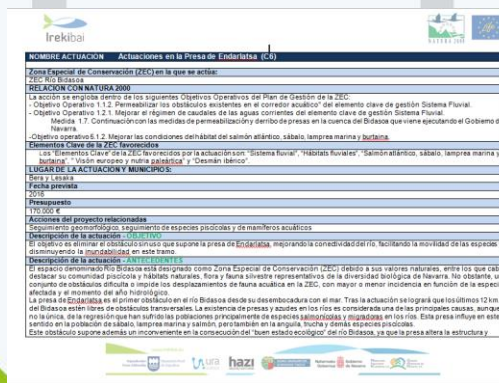 Irekibai
NATURA 2000
NOMBRE ACTUACIÓN Actuaciones en la Presa de Endarlatsa (C6)
Zona Especial de Conservación (ZEC) en la que se actúa:
ZEC Río Bidasoa
RELACIÓN CON NATURA 2000
La acción se engloba dentro de los siguientes Objetivos Operativos del Plan de Gestión de la ZEC:
- Objetivo Operativo 1.1.2. Permeabilizar los obstáculos existentes en el corredor acuático" del elemento clave de gestión Sistema Fluvial.
- Objetivo Operativo 1.2.1. Mejorar el régimen de caudales de las aguas corrientes del elemento clave de gestión Sistema Fluvial.
Medida 1.7. Continuación con las medidas de permeabilización y derribo de presas en la cuenca del Bidasoa que viene ejecutando el Gobierno d
Navarra.
-Objetivo operativo 6.1.2. Mejorar las condiciones del hábitat del salmón atlántico, sábalo, lamprea marina y burtaina.
Elementos Clave de la ZEC favorecidos
Los "Elementos Clave" de la ZEC favorecidos por la actuación son: "Sistema fluvial", "Hábitats fluviales", "Salmón atlántico, sábalo, lamprea marina y
burtaina", " Visón europeo y nutria paleártica" y "Desmán ibérico".
LUGAR DE LA ACTUACION Y MUNICIPIOS:
Bera y Lesaka
Fecha prevista
2016
Presupuesto
170.000 €
Acciones del proyecto relacionadas
Seguimiento geomorfológico, seguimiento de especies piscícolas y de mamíferos acuáticos
Descripción de la actuación - OBJETIVO
El objetivo es eliminar el obstáculo sinuso que supone la presa de Endarlatsa, mejorando la conectividad del río, facilitando la movilidad de las especies
disminuyendo la inundabilidad en este tramo.
Descripción de la actuación - ANTECEDENTES
El espacio denominado Río Bidasoa está designado como Zona Especial de Conservación (ZEC) debido a sus valores naturales, entre los que cab
destacar su comunidad piscícola y hábitats naturales, flora y fauna silvestre representativos de la diversidad biológica de Navarra. No obstante, u
conjunto de obstáculos dificulta o impide los desplazamientos de fauna acuática en la ZEC, con mayor o menor incidencia en función de la especi
afectada y el momento del año hidrológico.
La presa de Endarlatsa es el primer obstáculo en el río Bidasoa desde su desembocadura con el mar. Tras la actuación se logrará que los últimos 12 km
del Bidasoa estén libres de obstáculos transversales. La existencia de presas y azudes en los ríos es considerada una de las principales causas, aunque
no la única, de la regresión que han sufrido las poblaciones principalmente de especies salmonícolas y migradoras en los ríos. Esta presa influye en este
sentido en la población de sábalo, lamprea marina y salmón, pero también en la anguila, trucha y demás especies piscícolas.
Este obstáculo supone además un inconveniente en la consecución del "buen estado ecológico" del río Bidasoa, ya que la presa altera la estructura y
ura
hazi